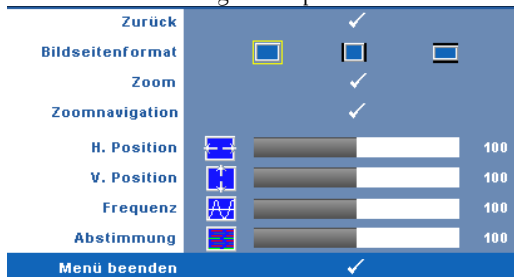 Zurück
Bildseitenformat
Zoom
Zoomnavigation
H. Position 100
V. Position 100
Frequenz 100
Abstimmung 100
Menü beenden